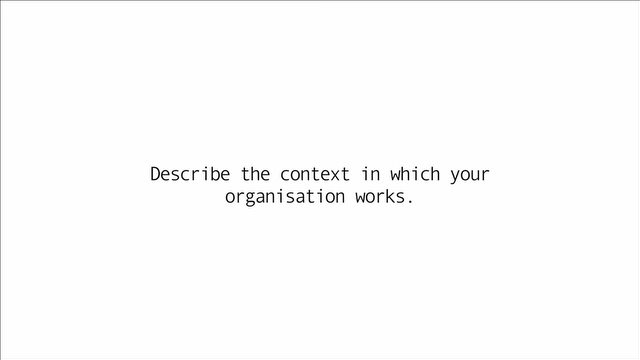 Describe the context in which your
organisation works.